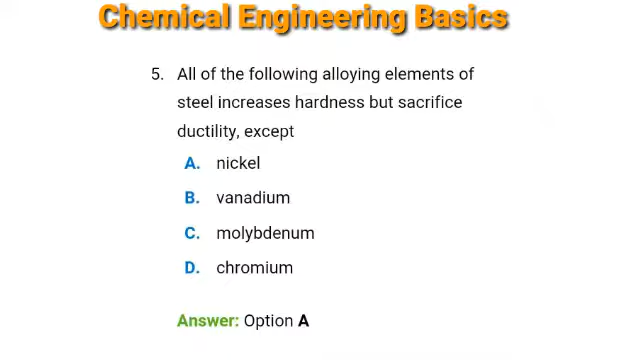 Chemical Engineering Basics
5. All of the following alloying elements of
steel increases hardness but sacrifice
ductility, except
A. nickel
B. vanadium
C. molybdenum
D. chromium
Answer: Option A